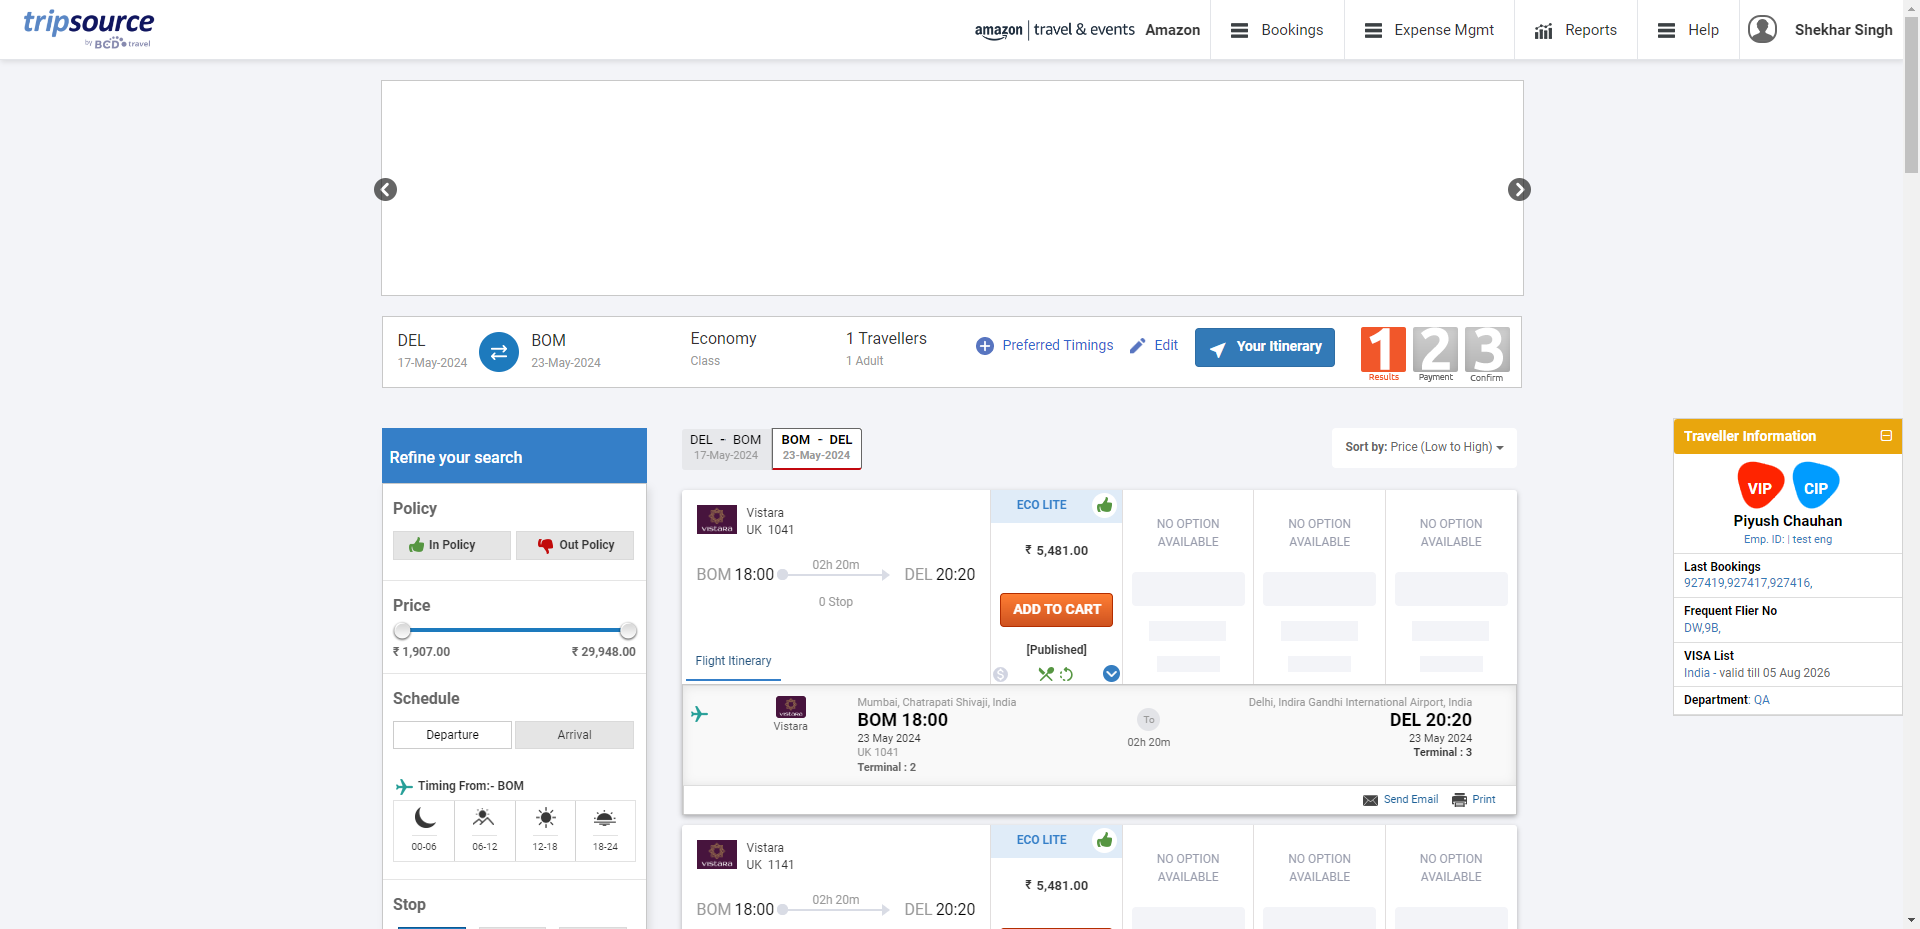 tripsource
by BCD travel
amazon | travel & events Amazon
Bookings
Expense Mgmt
Reports
Help
Shekhar Singh
DEL
17-May-2024
BOM
23-May-2024
Economy
Class
1 Travellers
1 Adult
Preferred Timings
Edit
Your Itinerary
1 2 3
Results Payment Confirm
Refine your search
Policy
In Policy
Out Policy
Price
₹ 1,907.00
₹ 29,948.00
Schedule
Departure
Arrival
Timing From:- BOM
00-06
06-12
12-18
18-24
Stop
DEL - BOM
17-May-2024
BOM - DEL
23-May-2024
Sort by: Price (Low to High)
VISTARA
Vistara
UK 1041
BOM 18:00
02h 20m
DEL 20:20
0 Stop
Flight Itinerary
ECO LITE
₹ 5,481.00
ADD TO CART
[Published]
NO OPTION
AVAILABLE
NO OPTION
AVAILABLE
NO OPTION
AVAILABLE
VISTARA
Vistara
Mumbai, Chatrapati Shivaji, India
BOM 18:00
23 May 2024
UK 1041
Terminal : 2
To
02h 20m
Delhi, Indira Gandhi International Airport, India
DEL 20:20
23 May 2024
Terminal : 3
Send Email
Print
VISTARA
Vistara
UK 1141
BOM 18:00
02h 20m
DEL 20:20
ECO LITE
₹ 5,481.00
NO OPTION
AVAILABLE
NO OPTION
AVAILABLE
NO OPTION
AVAILABLE
Traveller Information
VIP
CIP
Piyush Chauhan
Emp. ID: | test eng
Last Bookings
927419,927417,927416,
Frequent Flier No
DW,9B,
VISA List
India - valid till 05 Aug 2026
Department: QA